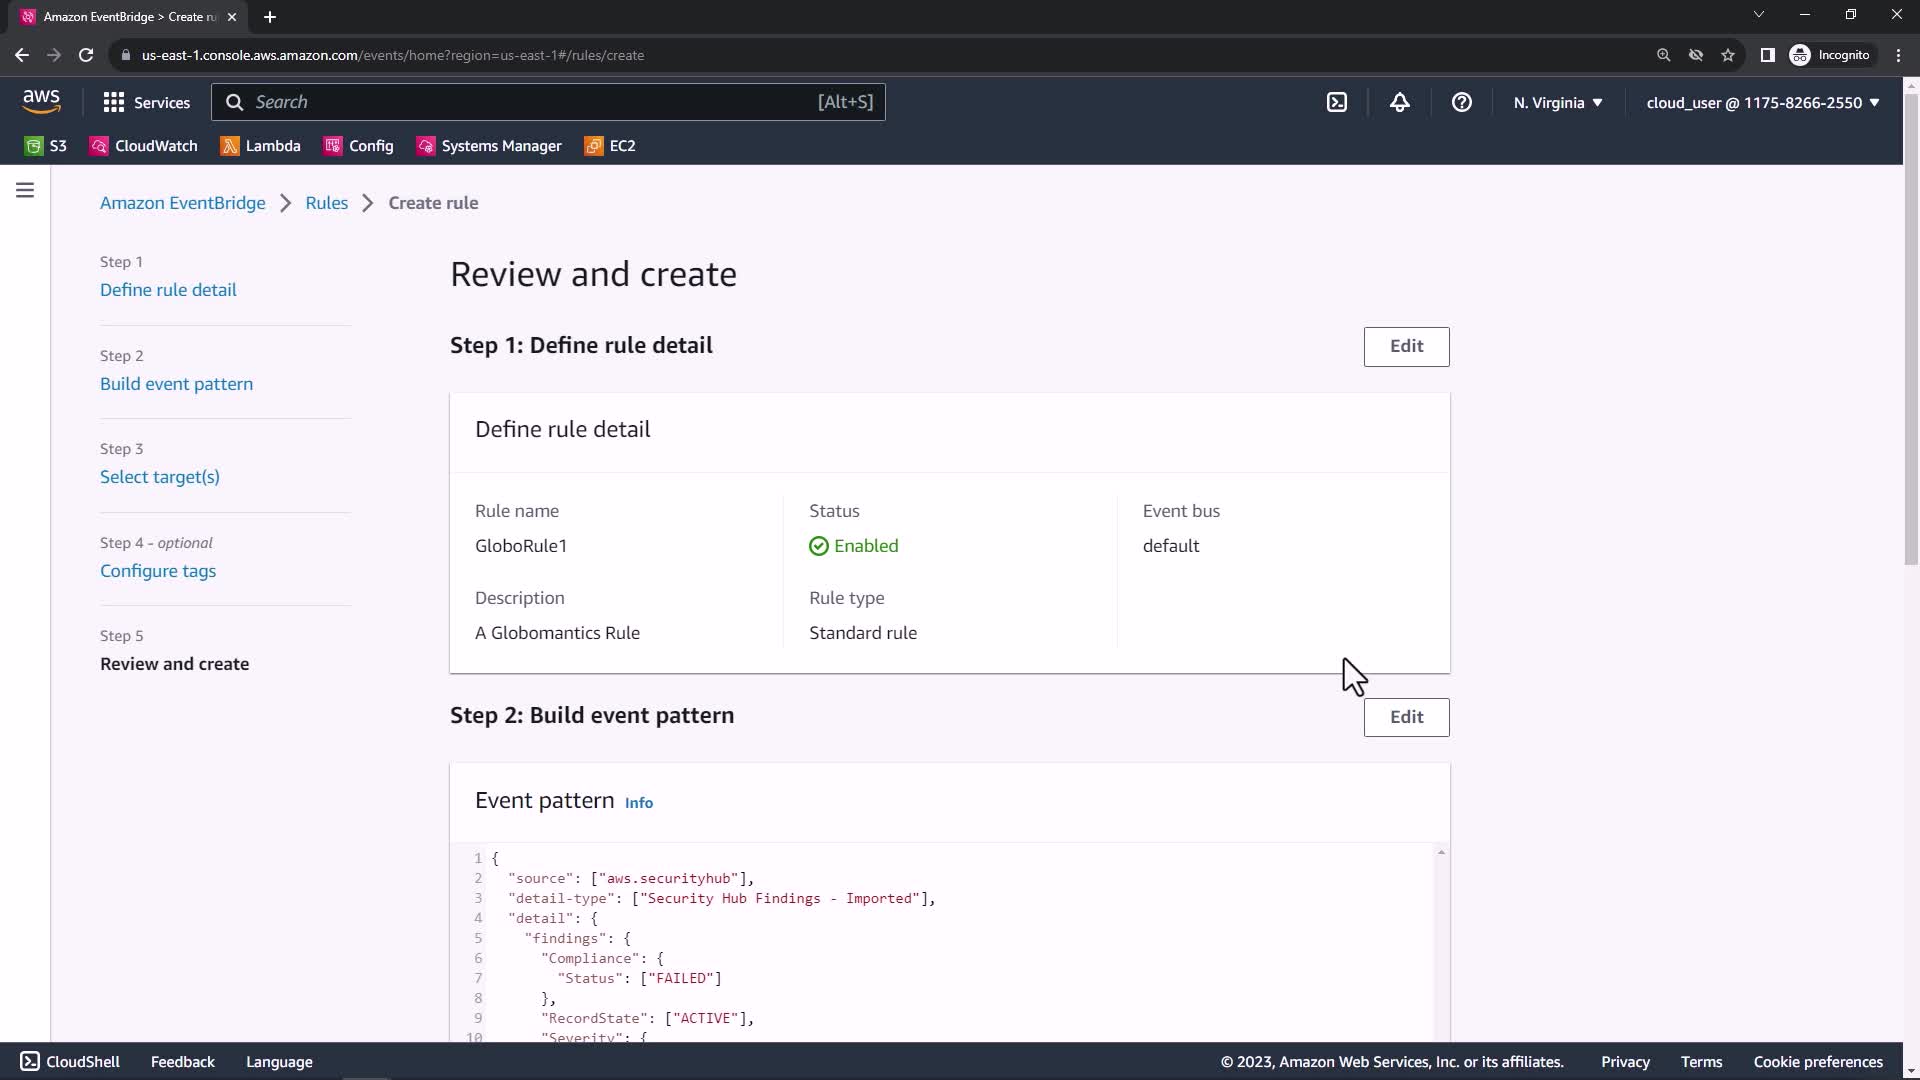 Amazon EventBridge > Create ru
us-east-1.console.aws.amazon.com/events/home?region=us-east-1#/rules/create
Incognito
aws
Services
Search
[Alt+S]
N. Virginia
cloud_user @ 1175-8266-2550
S3
CloudWatch
Lambda
Config
Systems Manager
EC2
Amazon EventBridge
Rules
Create rule
Step 1
Define rule detail
Step 2
Build event pattern
Step 3
Select target(s)
Step 4 - optional
Configure tags
Step 5
Review and create
Review and create
Step 1: Define rule detail
Edit
Define rule detail
Rule name
GloboRule1
Status
Enabled
Event bus
default
Description
A Globomantics Rule
Rule type
Standard rule
Step 2: Build event pattern
Edit
Event pattern Info
1 {
2 "source": ["aws.securityhub"],
3 "detail-type": ["Security Hub Findings - Imported"],
4 "detail": {
5 "findings": {
6 "Compliance": {
7 "Status": ["FAILED"]
8 },
9 "RecordState": ["ACTIVE"],
10 "Severity": {
CloudShell
Feedback
Language
© 2023, Amazon Web Services, Inc. or its affiliates.
Privacy
Terms
Cookie preferences